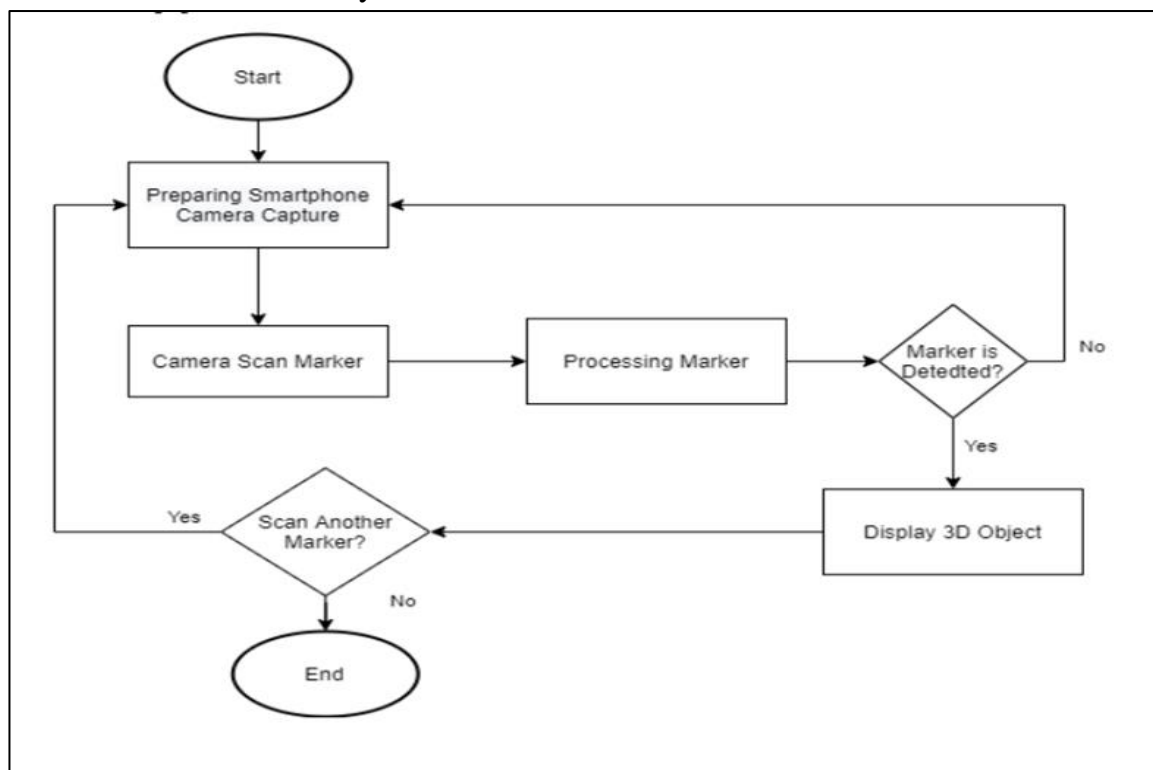 Start
Preparing Smartphone
Camera Capture
Camera Scan Marker
Processing Marker
Marker is
Detedted?
No
Yes
Display 3D Object
Scan Another
Marker?
Yes
No
End